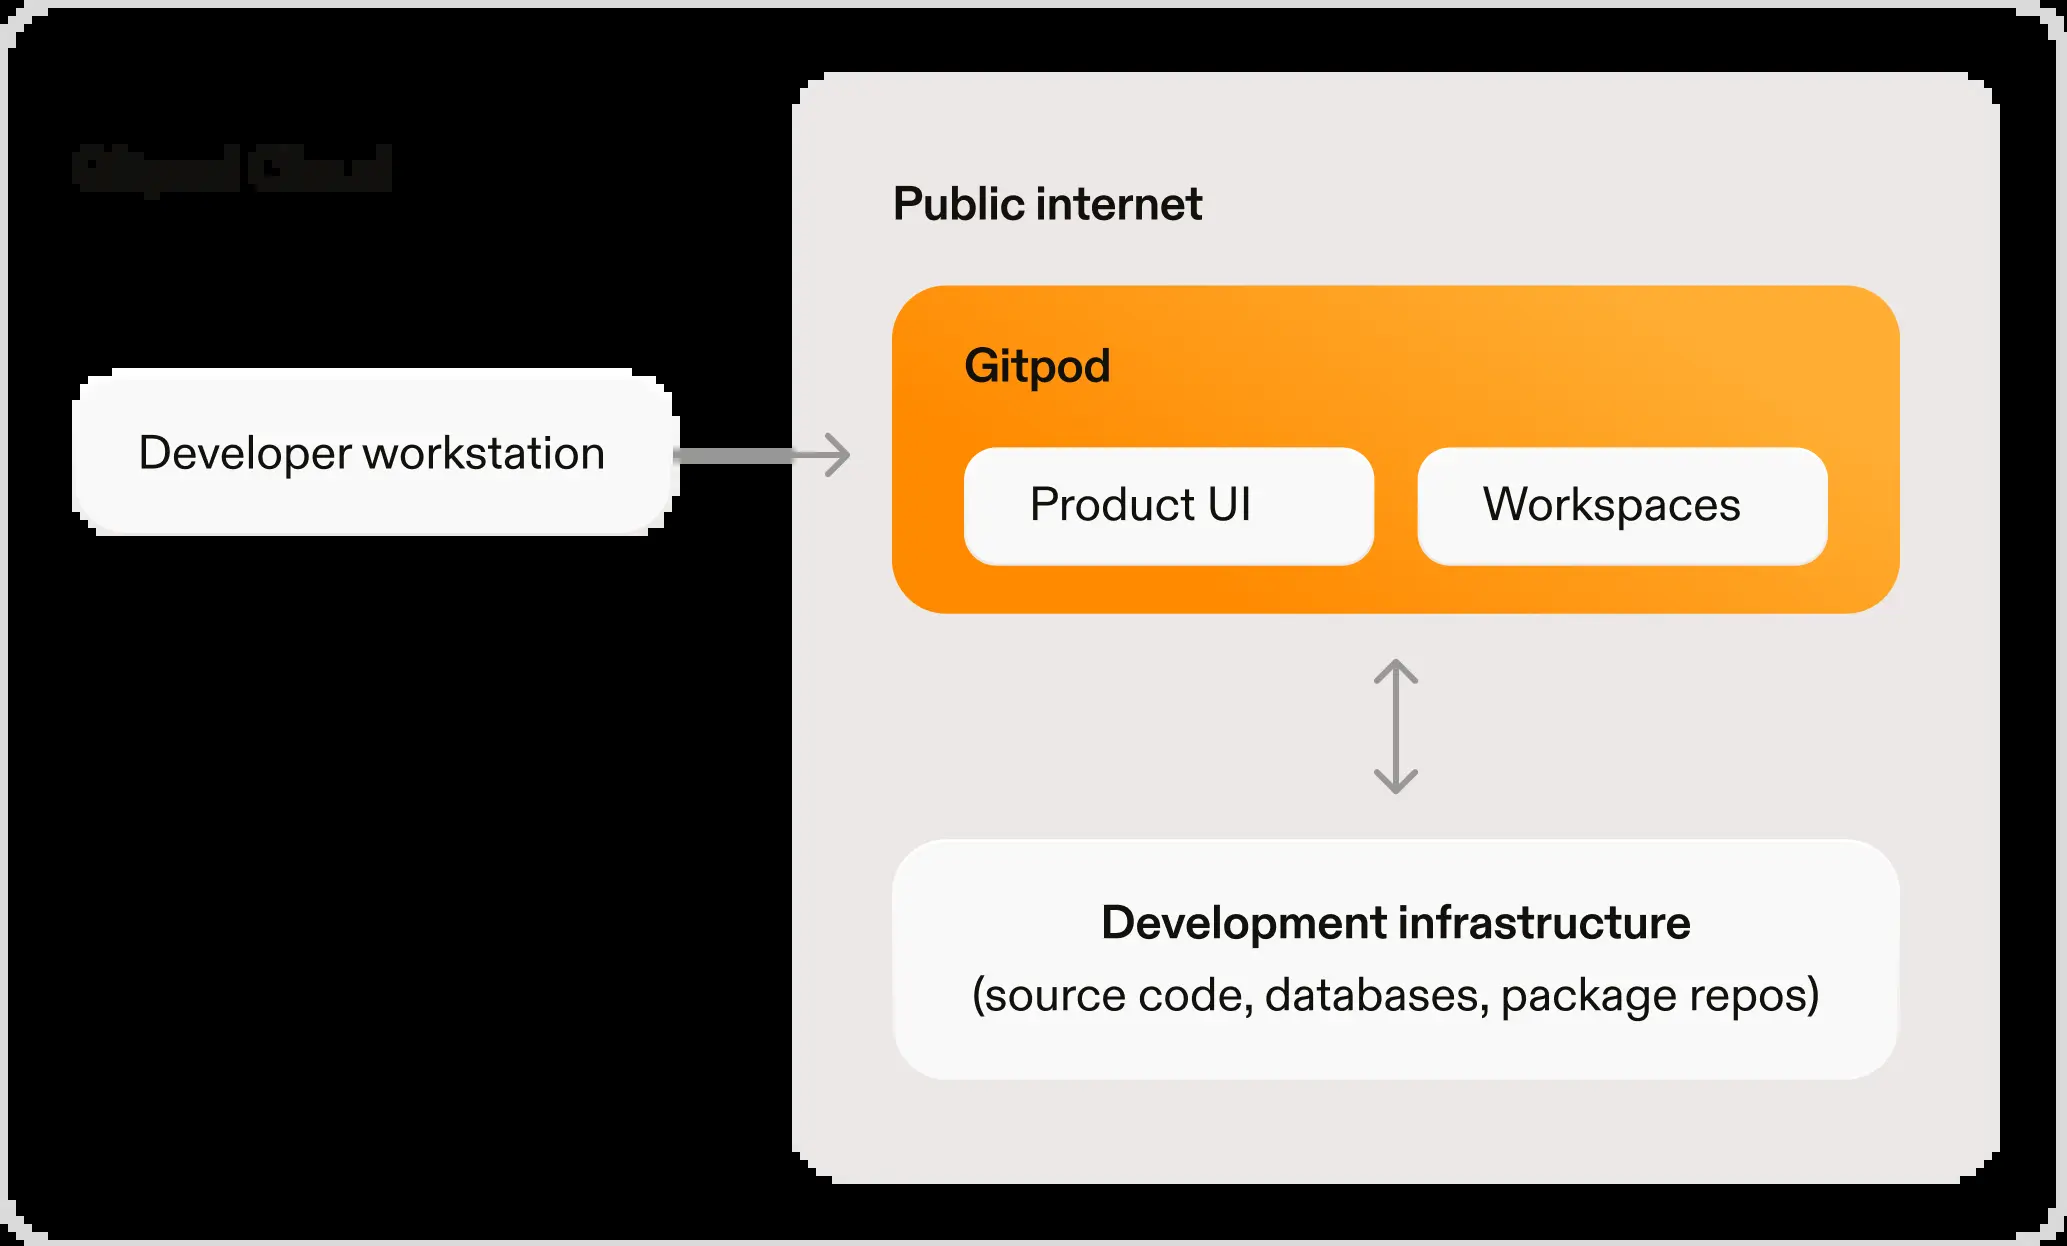 Gitpod Cloud
Public internet
Gitpod
Developer workstation
Product UI
Workspaces
Development infrastructure
(source code, databases, package repos)